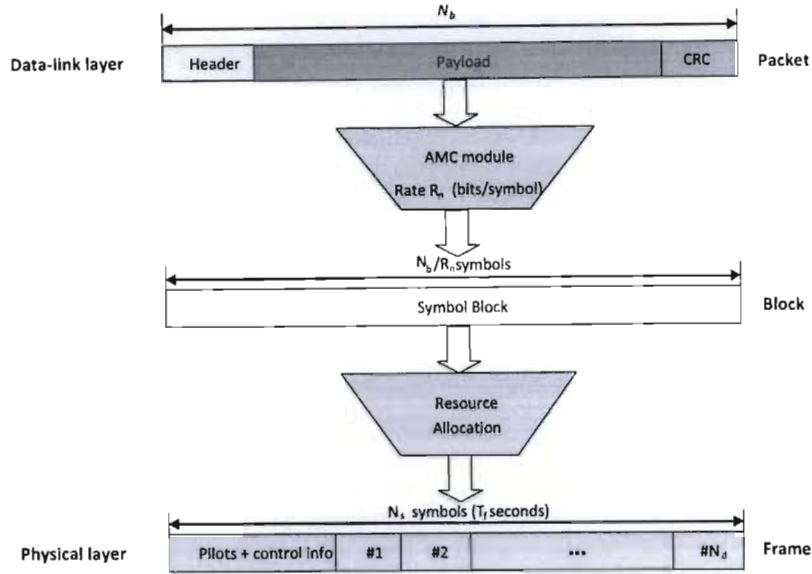 N_b
Data-link layer Header Payload CRC Packet
AMC module
Rate R_n (bits/symbol)
N_b/R_n symbols
Symbol Block Block
Resource
Allocation
N_s symbols (T_f seconds)
Physical layer Pilots + control info #1 #2 ... #N_d Frame